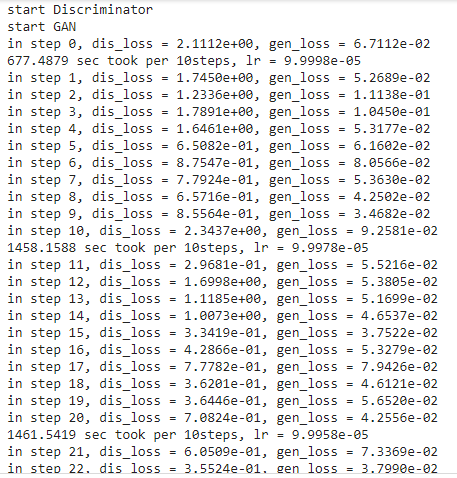 start Discriminator
start GAN
in step 0, dis_loss = 2.1112e+00, gen_loss = 6.7112e-02
677.4879 sec took per 10steps, lr = 9.9998e-05
in step 1, dis_loss = 1.7450e+00, gen_loss = 5.2689e-02
in step 2, dis_loss = 1.2336e+00, gen_loss = 1.1138e-01
in step 3, dis_loss = 1.7891e+00, gen_loss = 1.0450e-01
in step 4, dis_loss = 1.6461e+00, gen_loss = 5.3177e-02
in step 5, dis_loss = 6.5082e-01, gen_loss = 6.1602e-02
in step 6, dis_loss = 8.7547e-01, gen_loss = 8.0566e-02
in step 7, dis_loss = 7.7924e-01, gen_loss = 5.3630e-02
in step 8, dis_loss = 6.5716e-01, gen_loss = 4.2502e-02
in step 9, dis_loss = 8.5564e-01, gen_loss = 3.4682e-02
in step 10, dis_loss = 2.3437e+00, gen_loss = 9.2581e-02
1458.1588 sec took per 10steps, lr = 9.9978e-05
in step 11, dis_loss = 2.9681e-01, gen_loss = 5.5216e-02
in step 12, dis_loss = 1.6998e+00, gen_loss = 5.3805e-02
in step 13, dis_loss = 1.1185e+00, gen_loss = 5.1699e-02
in step 14, dis_loss = 1.0073e+00, gen_loss = 4.6537e-02
in step 15, dis_loss = 3.3419e-01, gen_loss = 3.7522e-02
in step 16, dis_loss = 4.2866e-01, gen_loss = 5.3279e-02
in step 17, dis_loss = 7.7782e-01, gen_loss = 7.9426e-02
in step 18, dis_loss = 3.6201e-01, gen_loss = 4.6121e-02
in step 19, dis_loss = 3.6446e-01, gen_loss = 5.6520e-02
in step 20, dis_loss = 7.0824e-01, gen_loss = 4.2556e-02
1461.5419 sec took per 10steps, lr = 9.9958e-05
in step 21, dis_loss = 6.0509e-01, gen_loss = 7.3369e-02
in step 22, dis_loss = 3.5524e-01, gen_loss = 3.7990e-02